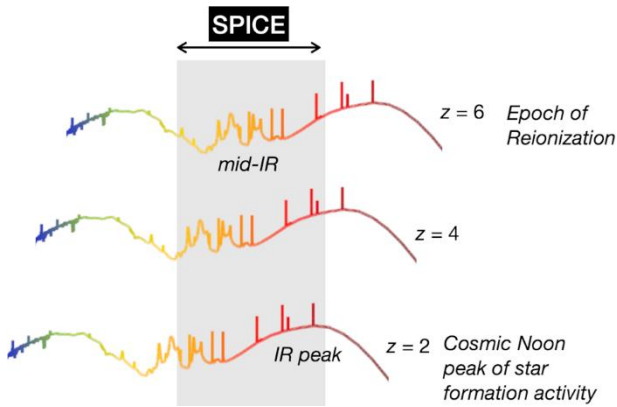 SPICE
z = 6 Epoch of
Reionization
mid-IR
z = 4
IR peak
z = 2 Cosmic Noon
peak of star
formation activity